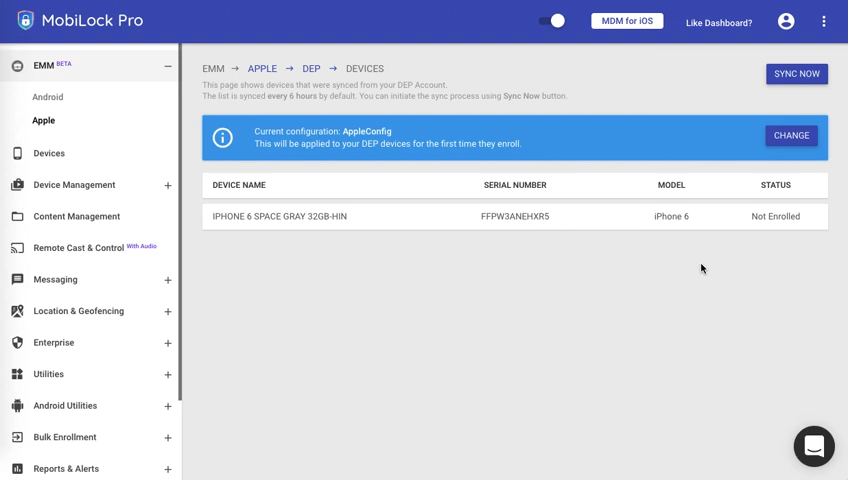 MobiLock Pro
MDM for iOS
Like Dashboard?
EMM BETA
Android
Apple
Devices
Device Management
Content Management
Remote Cast & Control With Audio
Messaging
Location & Geofencing
Enterprise
Utilities
Android Utilities
Bulk Enrollment
Reports & Alerts
EMM → APPLE → DEP → DEVICES
This page shows devices that were synced from your DEP Account.
The list is synced every 6 hours by default. You can initiate the sync process using Sync Now button.
SYNC NOW
Current configuration: AppleConfig
This will be applied to your DEP devices for the first time they enroll.
CHANGE
DEVICE NAME SERIAL NUMBER MODEL STATUS
IPHONE 6 SPACE GRAY 32GB-HIN FFPW3ANEHXR5 iPhone 6 Not Enrolled